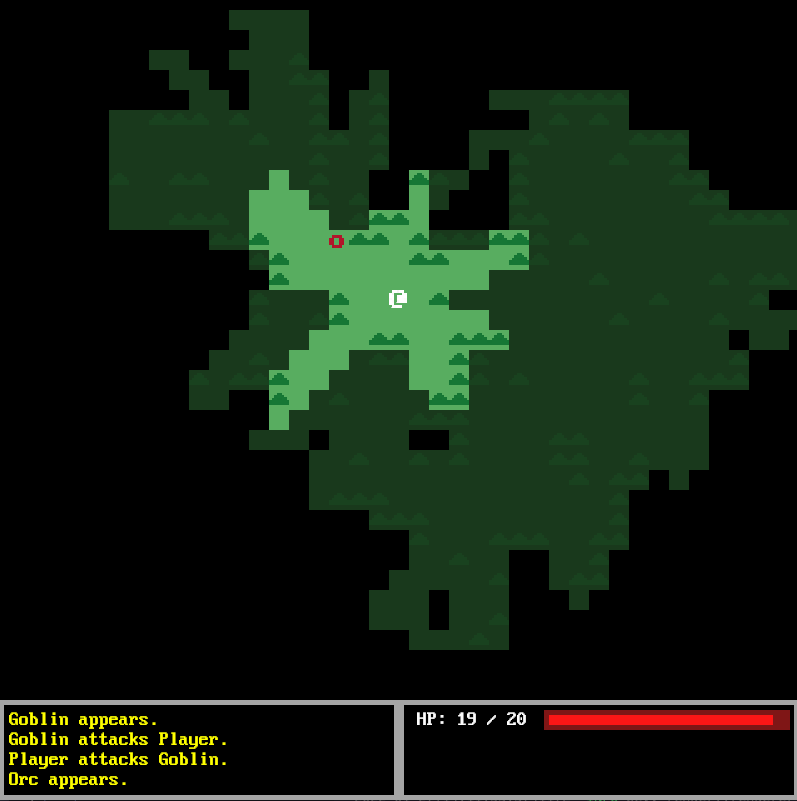 o
Goblin appears.
Goblin attacks Player.
Player attacks Goblin.
Orc appears.
HP: 19 / 20